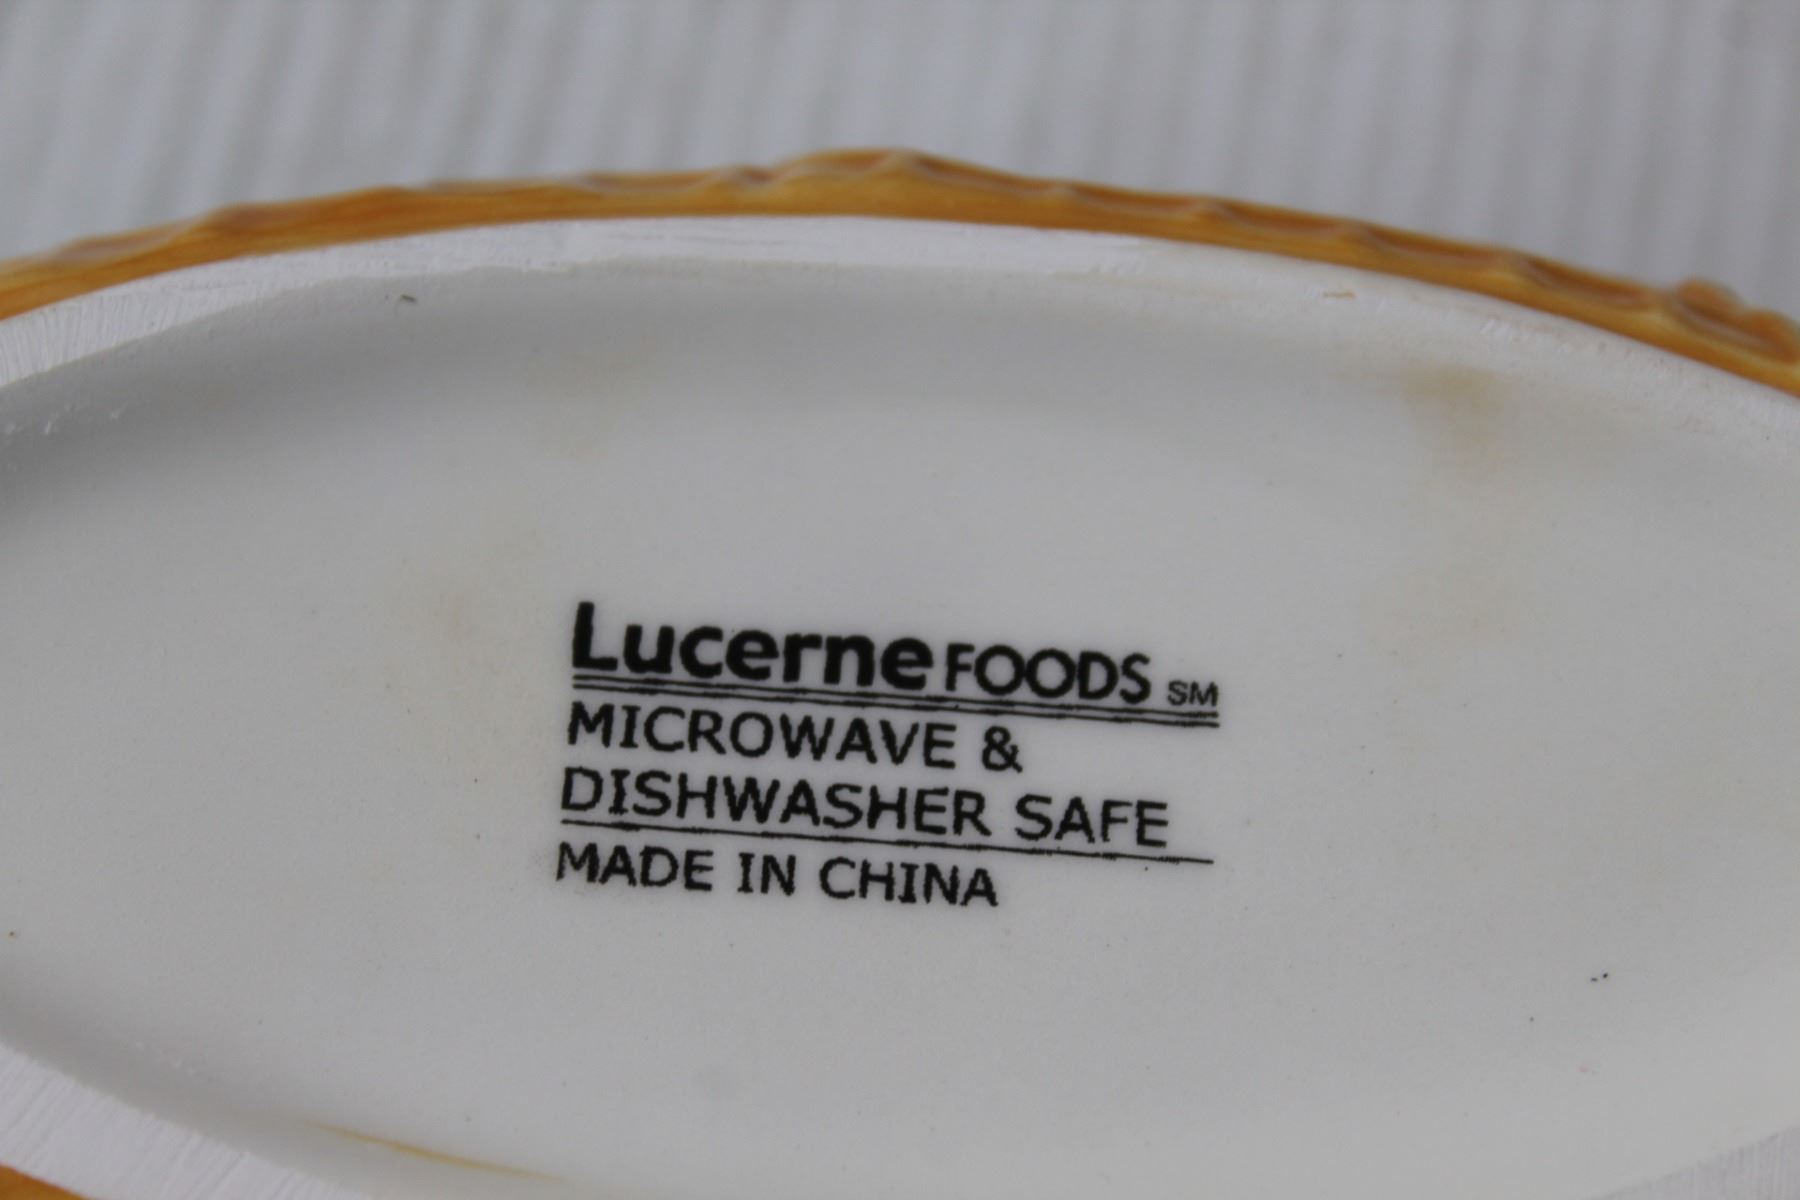 Lucerne FOODS SM
MICROWAVE &
DISHWASHER SAFE
MADE IN CHINA